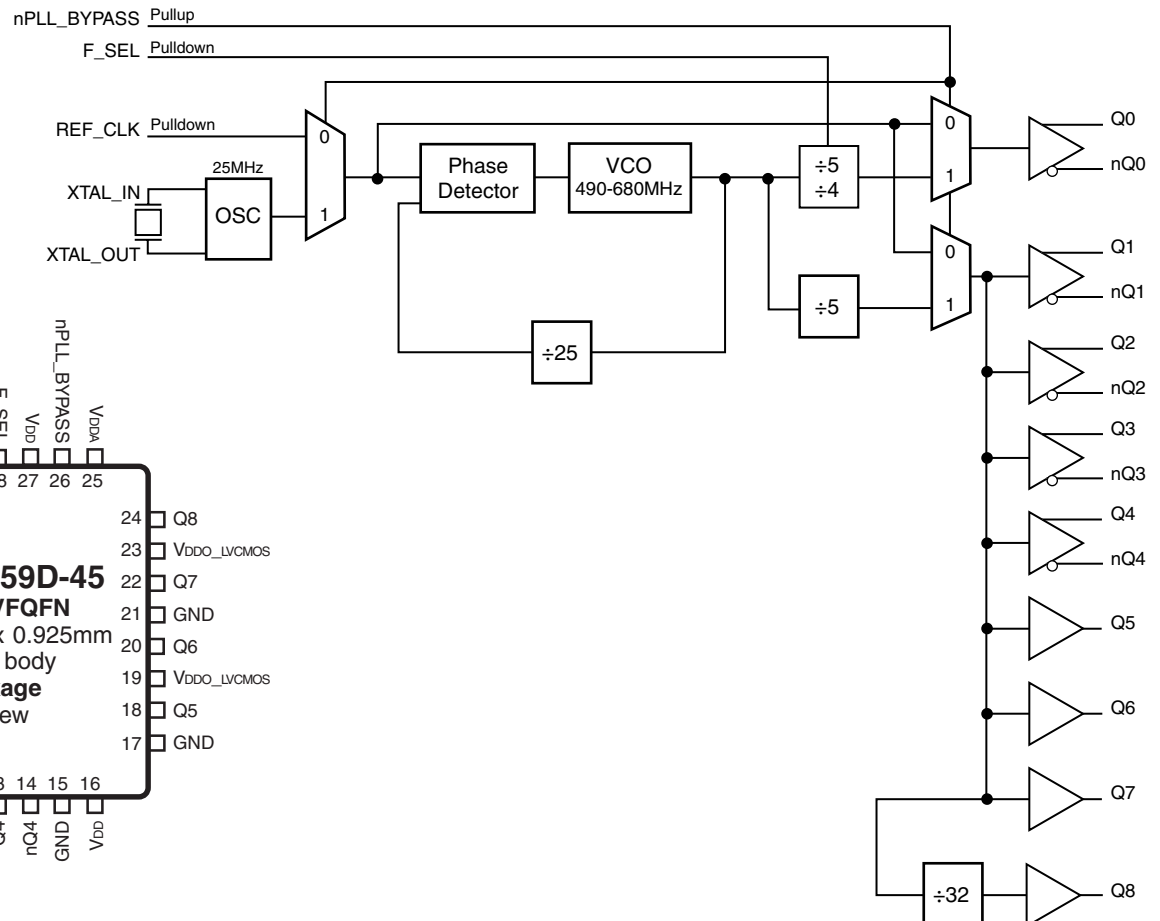 nPLL_BYPASS Pullup
F_SEL Pulldown
REF_CLK Pulldown
XTAL_IN
XTAL_OUT
25MHz
OSC
0
1
Phase
Detector
VCO
490-680MHz
÷25
÷5
÷4
÷5
0
1
0
1
Q0
nQ0
Q1
nQ1
Q2
nQ2
Q3
nQ3
Q4
nQ4
Q5
Q6
Q7
÷32
Q8
VDD
nPLL_BYPASS
VDDA
27 26 25
24 Q8
23 VDDO_LVCMOS
22 Q7
21 GND
20 Q6
19 VDDO_LVCMOS
18 Q5
17 GND
59D-45
VFQFN
x 0.925mm
body
14 15 16
nQ4
GND
VDD